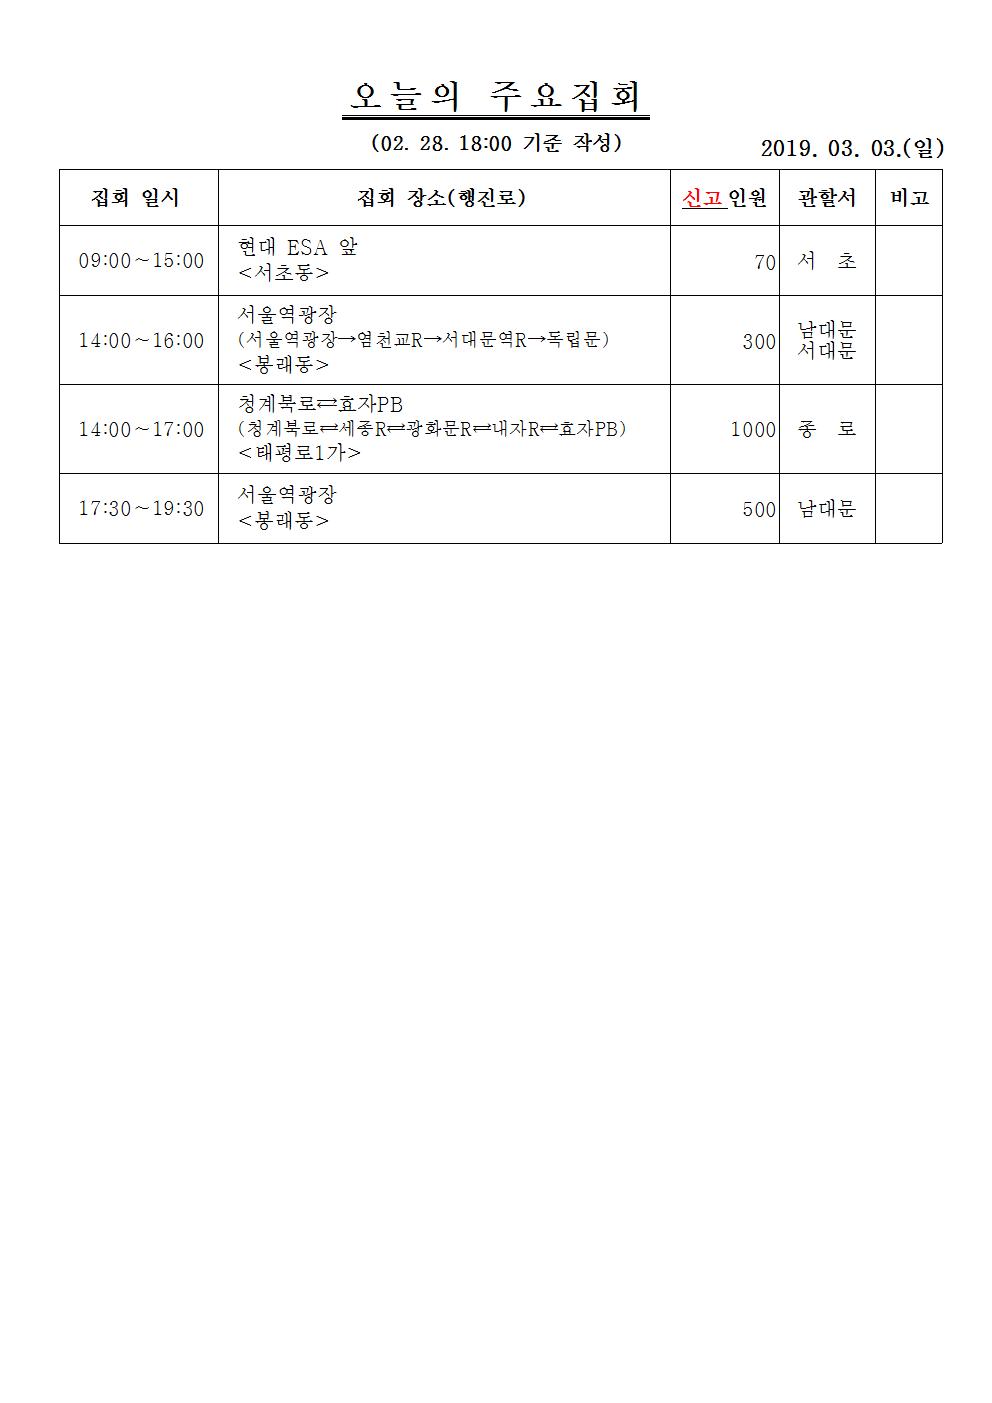 오늘의 주요집회
(02. 28. 18:00 기준 작성)
2019. 03. 03.(일)
집회 일시 집회 장소(행진로) 신고인원 관할서 비고
09:00~15:00
현대 ESA 앞
<서초동>
70
서 초
14:00~16:00
서울역광장
(서울역광장→염천교R→서대문역R→독립문)
<봉래동>
300
남대문
서대문
14:00~17:00
청계북로⇄효자PB
(청계북로⇄세종R⇄광화문R⇄내자R⇄효자PB)
<태평로1가>
1000
종 로
17:30~19:30
서울역광장
<봉래동>
500
남대문